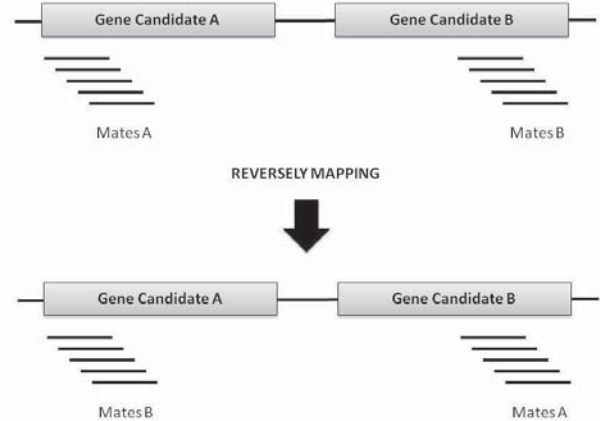 Gene Candidate A
Gene Candidate B
Mates A
Mates B
REVERSELY MAPPING
Gene Candidate A
Gene Candidate B
Mates B
Mates A